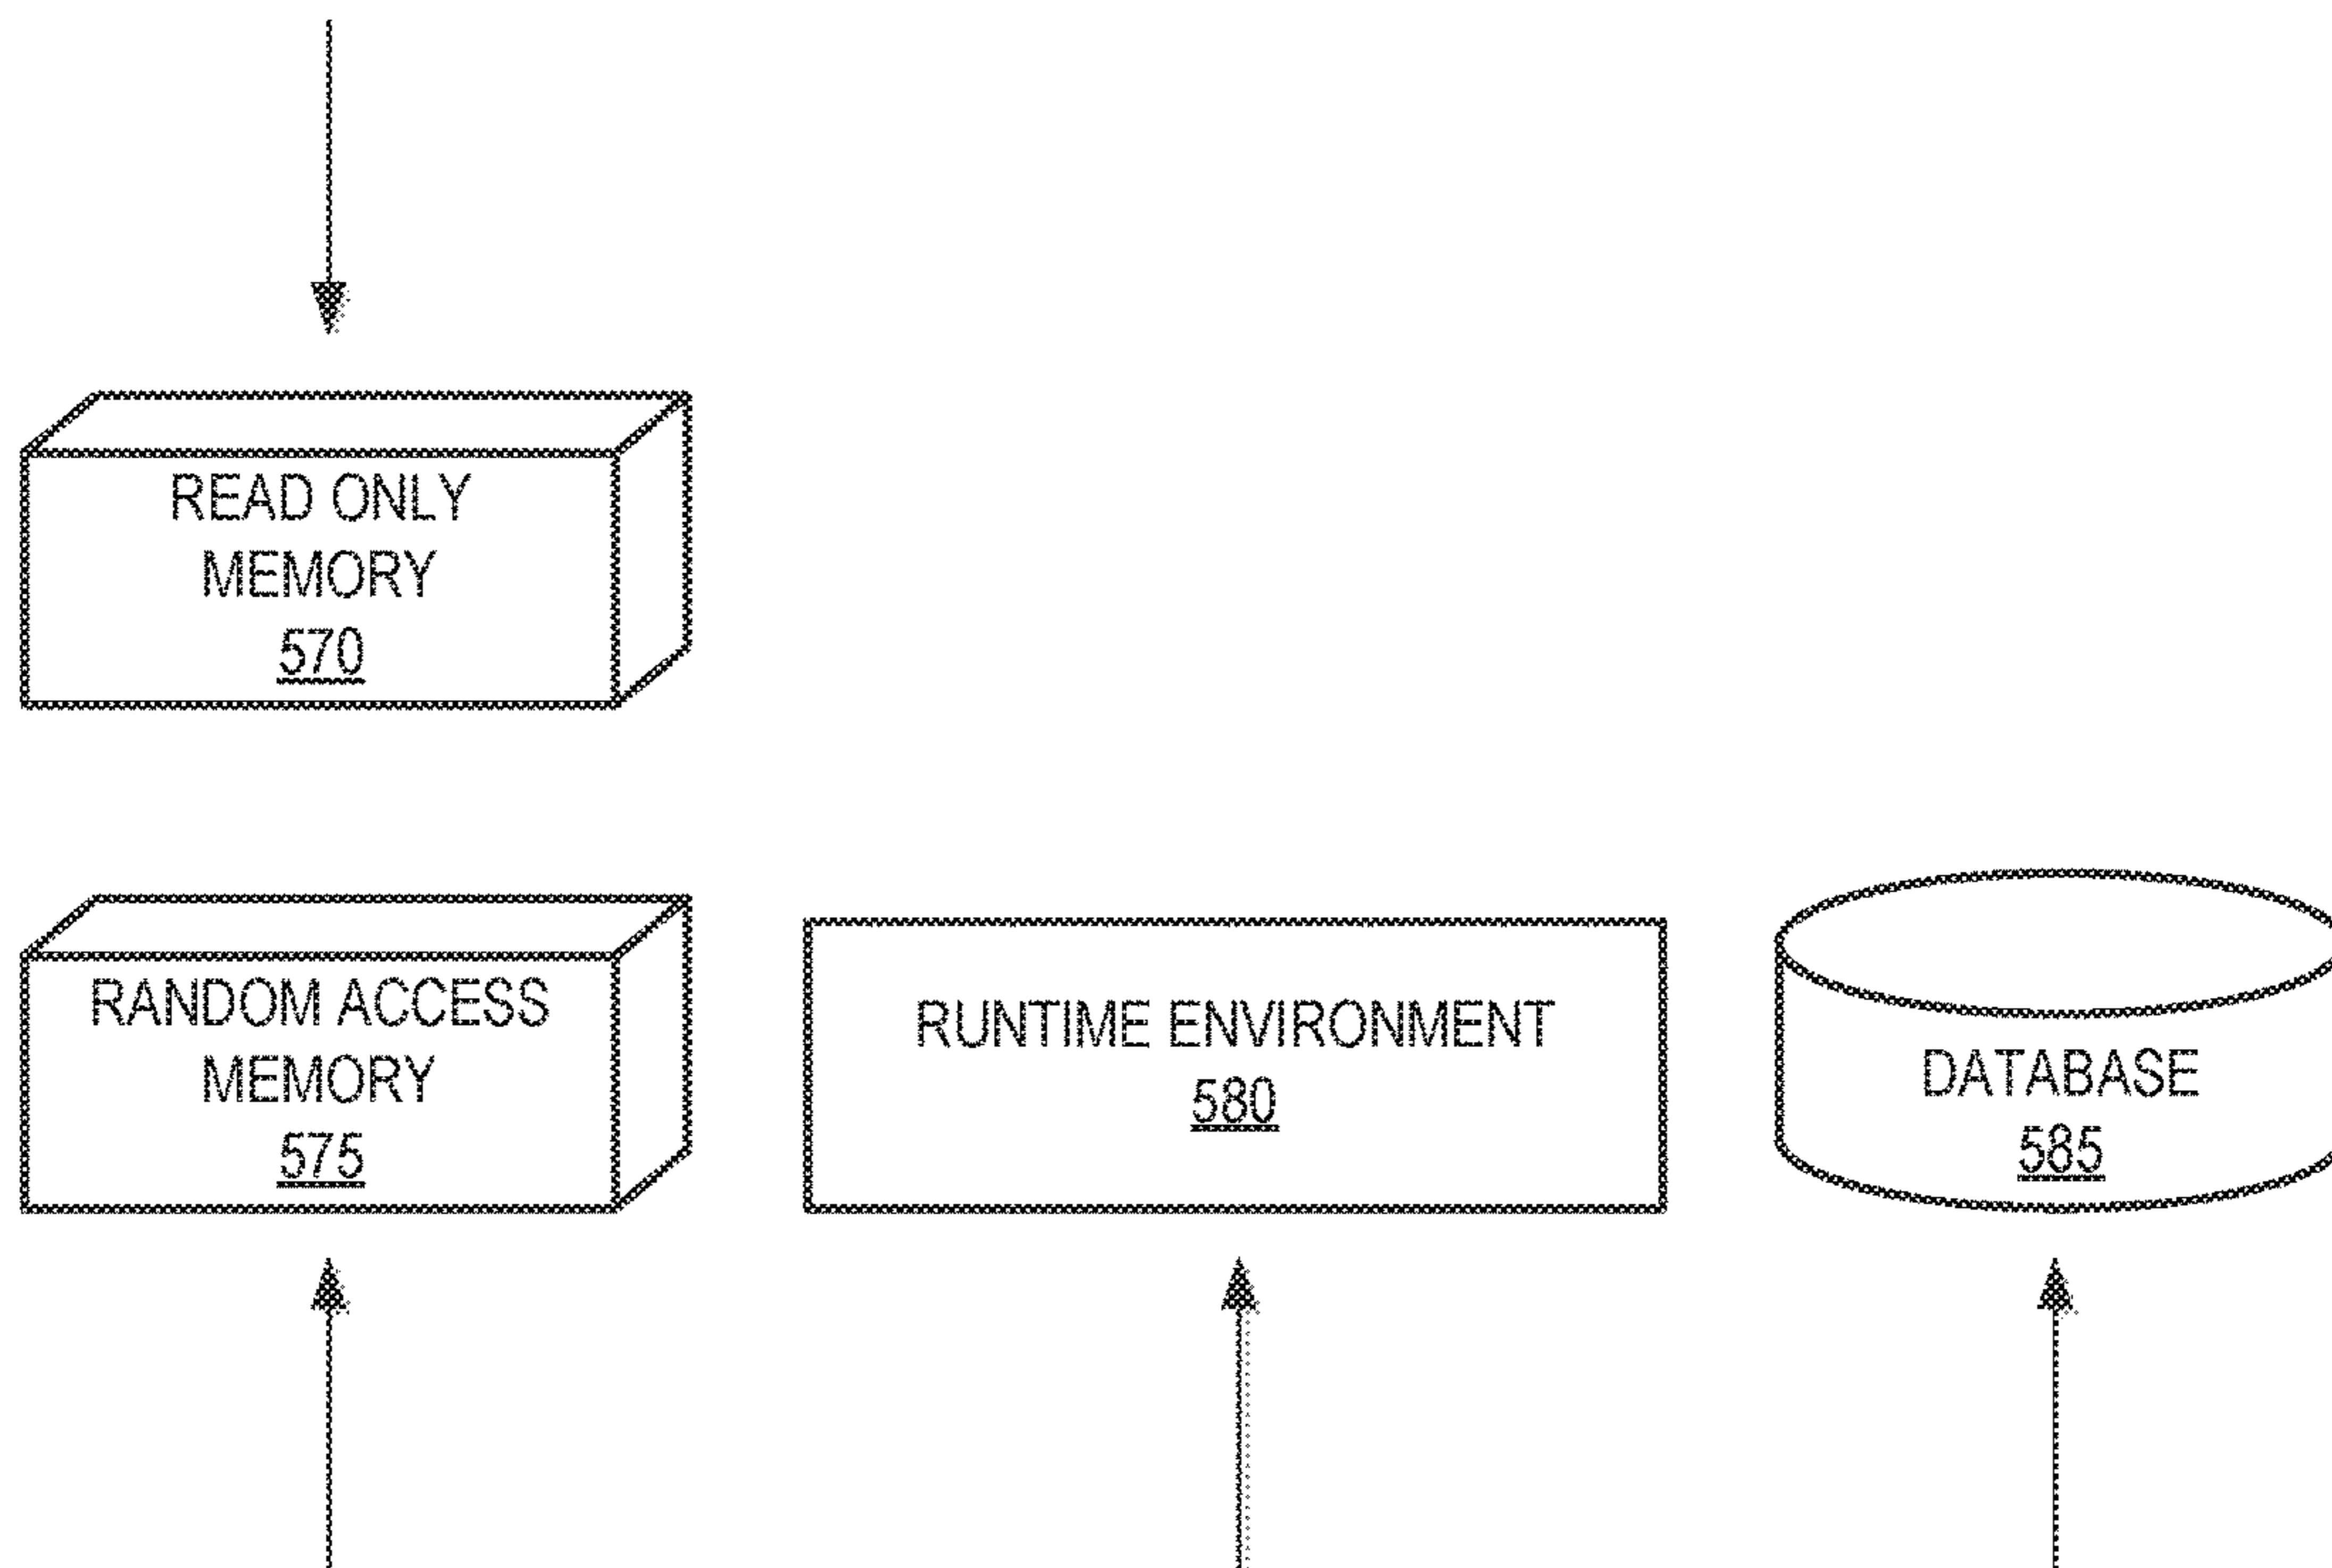 READ ONLY
MEMORY
570
RANDOM ACCESS
MEMORY
575
RUNTIME ENVIRONMENT
580
DATABASE
585